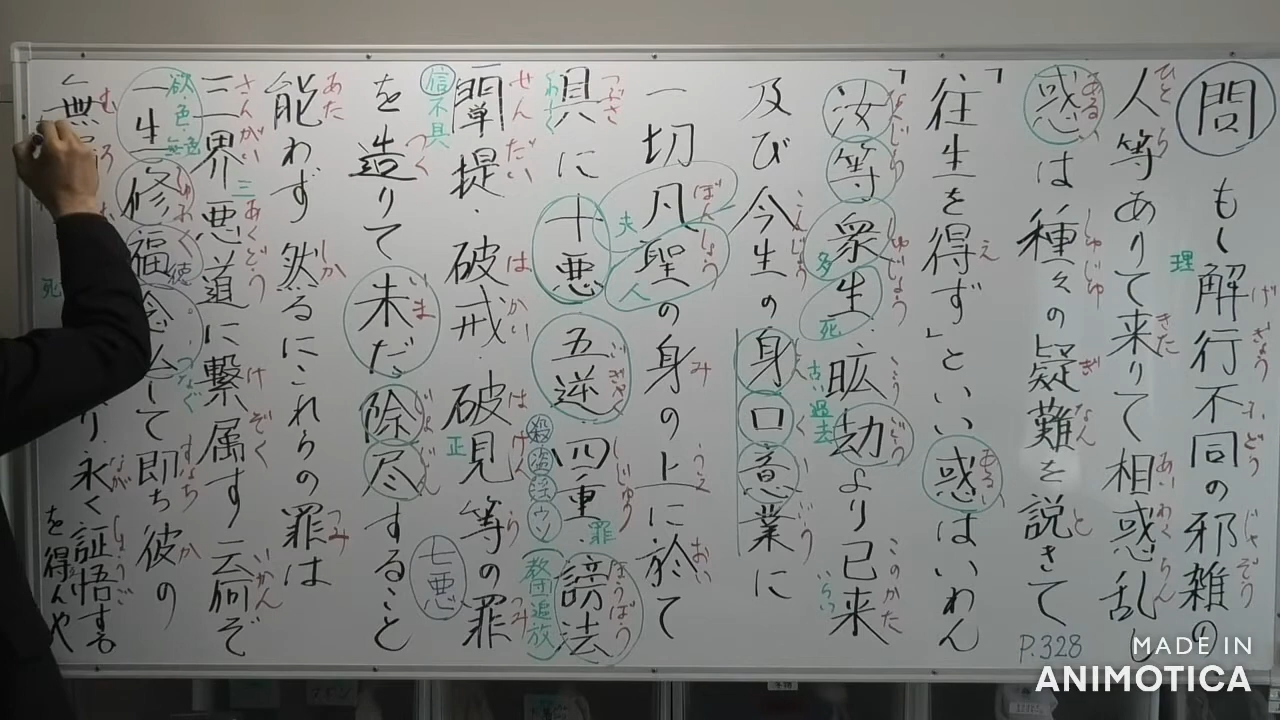 問もし解行不同の邪雑の
人等ありて来りて相惑乱し
惑は種々の疑難を説きて
「往生を得ず」といい惑はいわん
「汝等衆生、昿劫より已来
及び今生の身口意業に
一切凡聖の身の上に於て
具に十悪五逆・四重・謗法
闡提・破戒・破見等の罪
を造りて未だ除尽すること
能わず然るにこれらの罪は
三界悪道に繋属す云何ぞ
一生修福念仏して即ち彼の
無 り永く証悟する
を得んや
P.328
MADE IN
ANIMOTICA